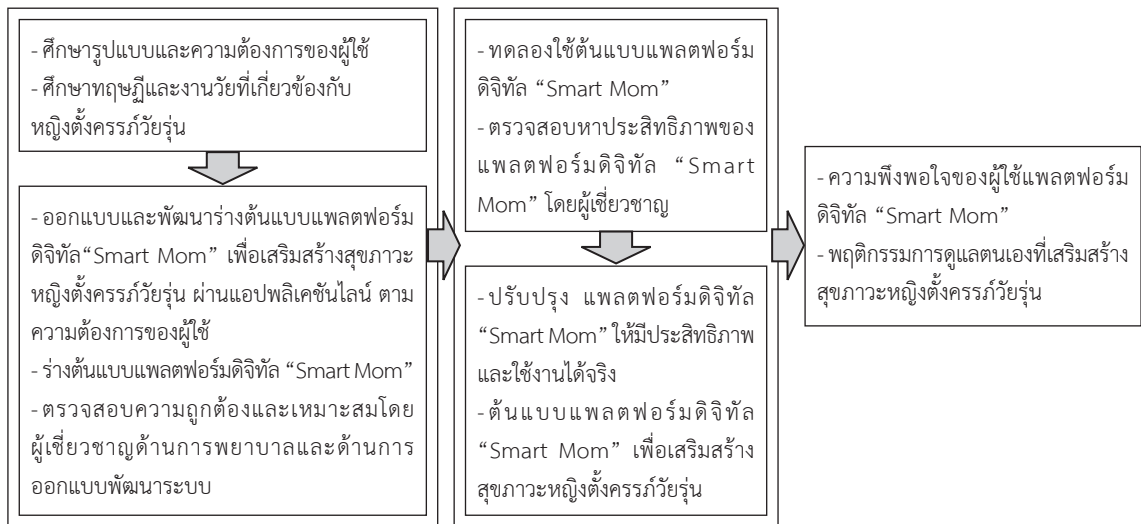 - ศึกษารูปแบบและความต้องการของผู้ใช้
- ศึกษาทฤษฎีและงานวัยที่เกี่ยวข้องกับ
หญิงตั้งครรภ์วัยรุ่น
- ออกแบบและพัฒนาร่างต้นแบบแพลตฟอร์ม
ดิจิทัล“Smart Mom” เพื่อเสริมสร้างสุขภาวะ
หญิงตั้งครรภ์วัยรุ่น ผ่านแอปพลิเคชันไลน์ ตาม
ความต้องการของผู้ใช้
- ร่างต้นแบบแพลตฟอร์มดิจิทัล “Smart Mom”
- ตรวจสอบความถูกต้องและเหมาะสมโดย
ผู้เชี่ยวชาญด้านการพยาบาลและด้านการ
ออกแบบพัฒนาระบบ
- ทดลองใช้ต้นแบบแพลตฟอร์ม
ดิจิทัล “Smart Mom”
- ตรวจสอบหาประสิทธิภาพของ
แพลตฟอร์มดิจิทัล “Smart
Mom” โดยผู้เชี่ยวชาญ
- ปรับปรุง แพลตฟอร์มดิจิทัล
“Smart Mom” ให้มีประสิทธิภาพ
และใช้งานได้จริง
- ต้นแบบแพลตฟอร์มดิจิทัล
“Smart Mom” เพื่อเสริมสร้าง
สุขภาวะหญิงตั้งครรภ์วัยรุ่น
- ความพึงพอใจของผู้ใช้แพลตฟอร์ม
ดิจิทัล “Smart Mom”
- พฤติกรรมการดูแลตนเองที่เสริมสร้าง
สุขภาวะหญิงตั้งครรภ์วัยรุ่น